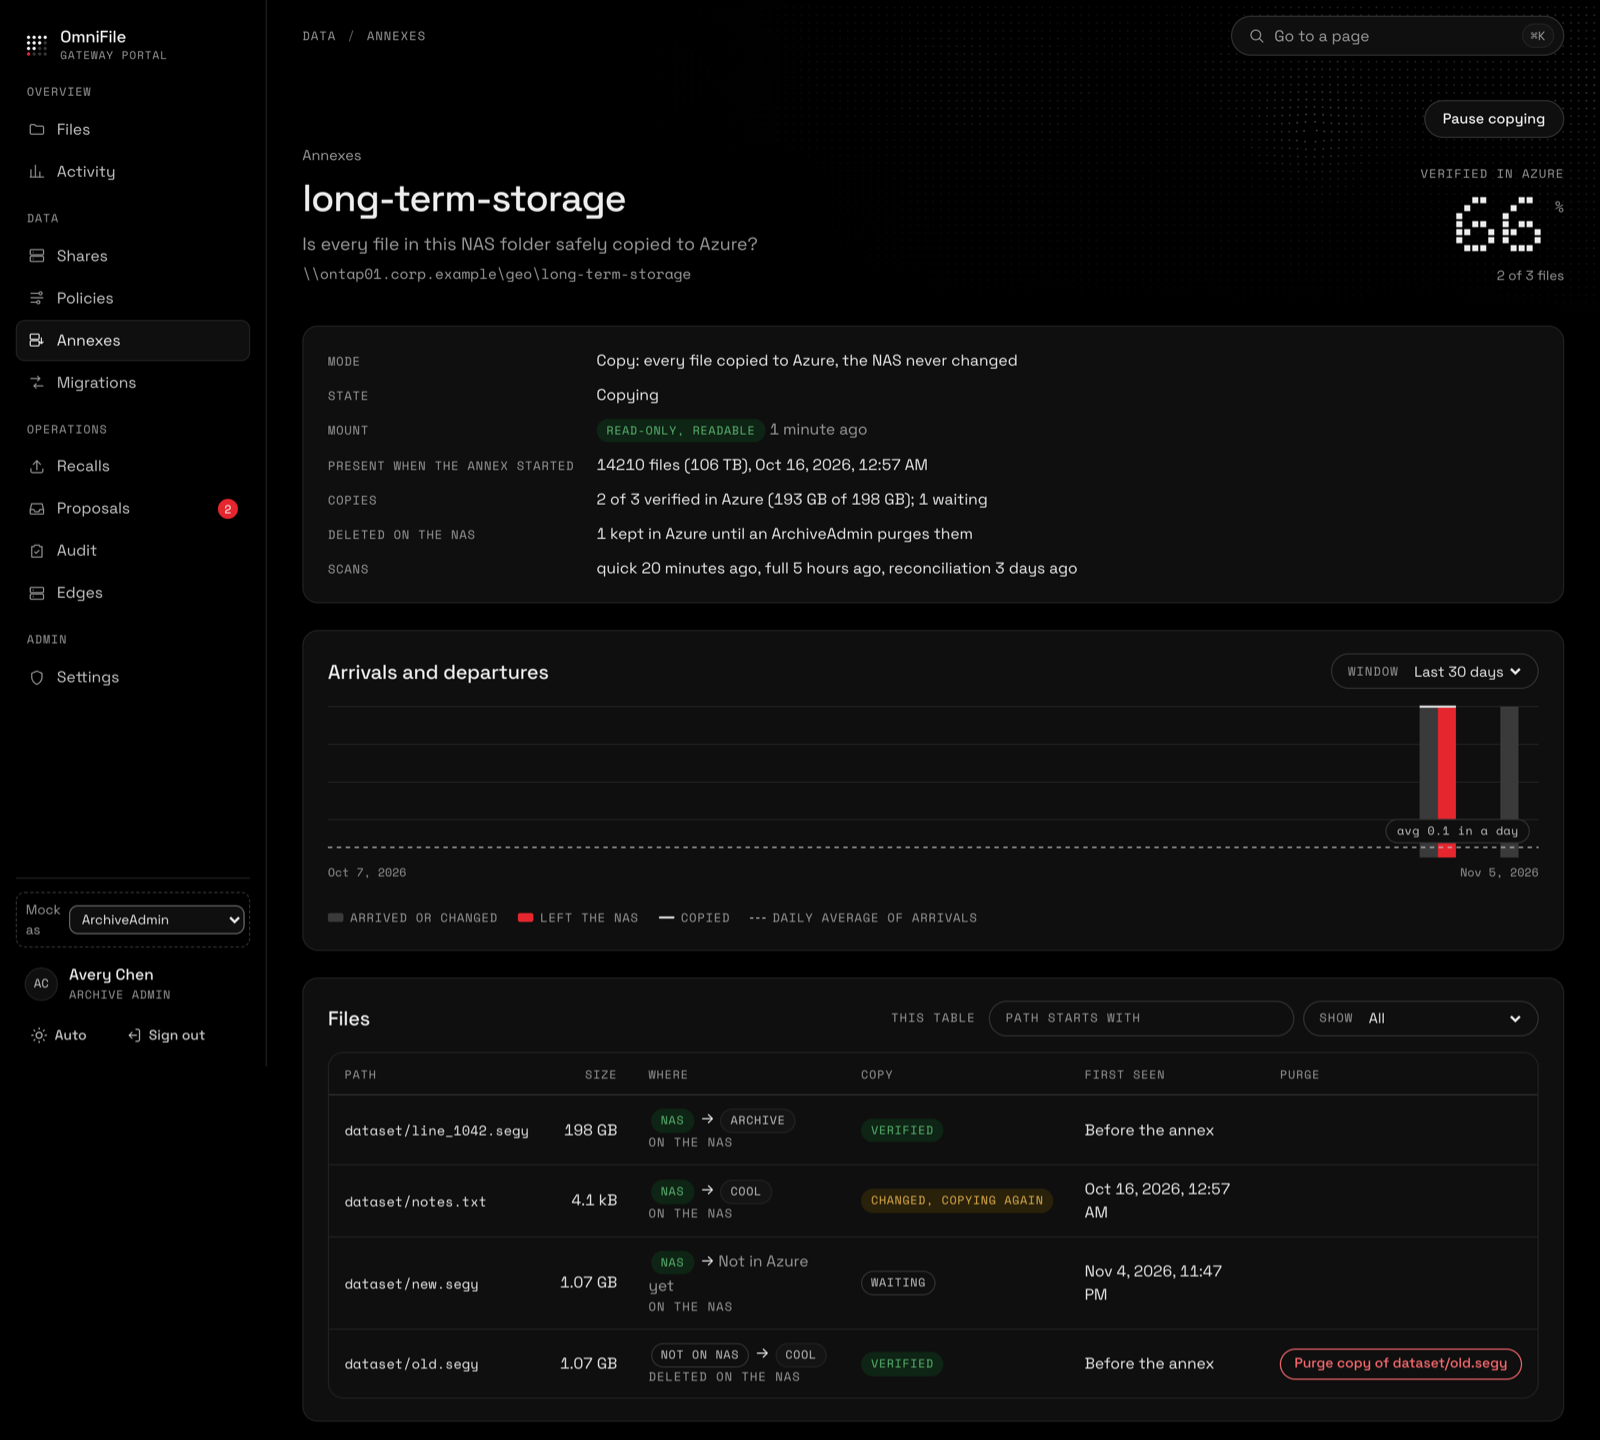 OmniFile
GATEWAY PORTAL
OVERVIEW
Files
Activity
DATA
Shares
Policies
Annexes
Migrations
OPERATIONS
Recalls
Proposals 2
Audit
Edges
ADMIN
Settings
Mock as ArchiveAdmin
AC Avery Chen
ARCHIVE ADMIN
Auto Sign out
DATA / ANNEXES
Go to a page ⌘K
Pause copying
Annexes
long-term-storage
Is every file in this NAS folder safely copied to Azure?
\\ontap01.corp.example\geo\long-term-storage
VERIFIED IN AZURE
66 %
2 of 3 files
MODE Copy: every file copied to Azure, the NAS never changed
STATE Copying
MOUNT READ-ONLY, READABLE 1 minute ago
PRESENT WHEN THE ANNEX STARTED 14210 files (106 TB), Oct 16, 2026, 12:57 AM
COPIES 2 of 3 verified in Azure (193 GB of 198 GB); 1 waiting
DELETED ON THE NAS 1 kept in Azure until an ArchiveAdmin purges them
SCANS quick 20 minutes ago, full 5 hours ago, reconciliation 3 days ago
Arrivals and departures
WINDOW Last 30 days
avg 0.1 in a day
Oct 7, 2026 Nov 5, 2026
ARRIVED OR CHANGED LEFT THE NAS COPIED DAILY AVERAGE OF ARRIVALS
Files
THIS TABLE PATH STARTS WITH SHOW All
PATH SIZE WHERE COPY FIRST SEEN PURGE
dataset/line_1042.segy 198 GB NAS → ARCHIVE VERIFIED Before the annex
ON THE NAS
dataset/notes.txt 4.1 kB NAS → COOL CHANGED, COPYING AGAIN Oct 16, 2026, 12:57
AM
ON THE NAS
dataset/new.segy 1.07 GB NAS → Not in Azure
yet
ON THE NAS
WAITING Nov 4, 2026, 11:47
PM
dataset/old.segy 1.07 GB NOT ON NAS → COOL VERIFIED Before the annex Purge copy of dataset/old.segy
DELETED ON THE NAS